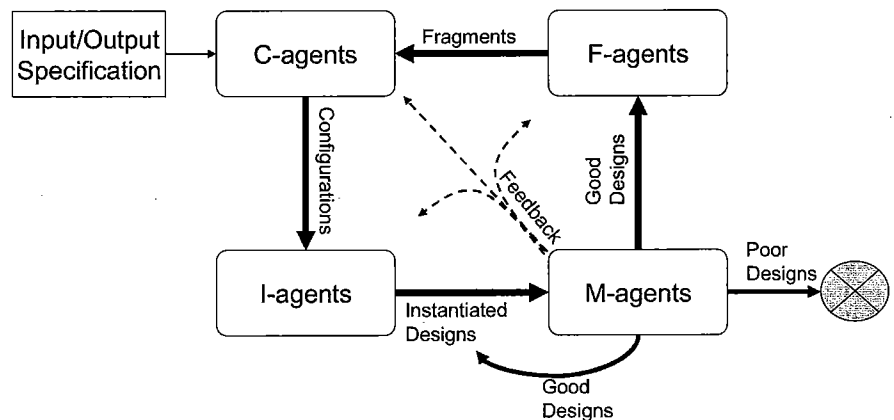 Input/Output
Specification
C-agents
Fragments
F-agents
Configurations
Feedback
Good
Designs
I-agents
Instantiated
Designs
M-agents
Poor
Designs
Good
Designs